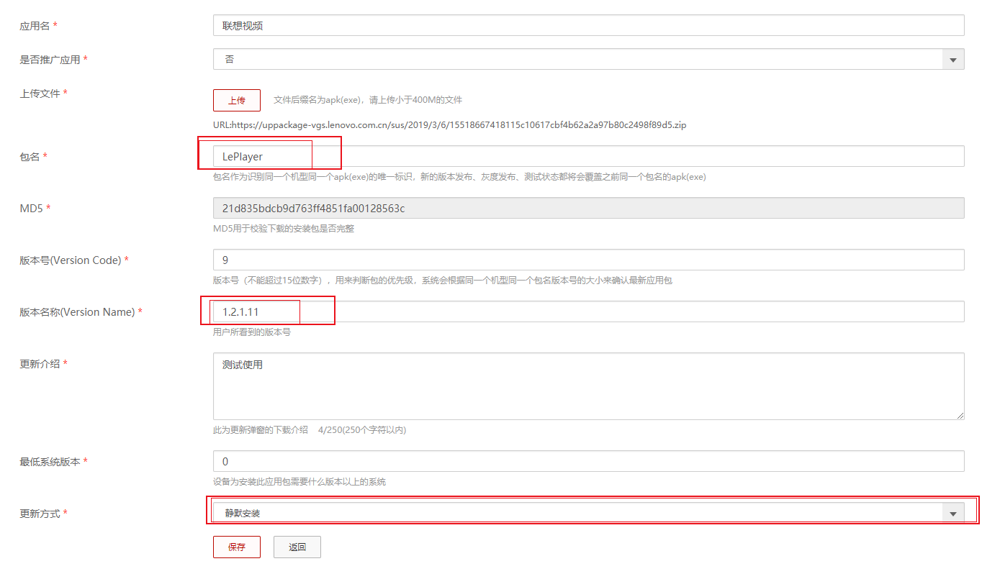 应用名 * 联想视频
是否推广应用 * 否
上传文件 * 上传 文件后缀名为apk(exe)，请上传小于400M的文件
URL:https://uppackage-vgs.lenovo.com.cn/sus/2019/3/6/15518667418115c10617cbf4b62a2a97b80c2498f89d5.zip
包名 * LePlayer
包名作为识别同一个机型同一个apk(exe)的唯一标识，新的版本发布、灰度发布、测试状态都将会覆盖之前同一个包名的apk(exe)
MD5 * 21d835bdcb9d763ff4851fa00128563c
MD5用于校验下载的安装包是否完整
版本号(Version Code) * 9
版本号（不能超过15位数字），用来判断包的优先级，系统会根据同一个机型同一个包名版本号的大小来确认最新应用包
版本名称(Version Name) * 1.2.1.11
用户所看到的版本号
更新介绍 * 测试使用
此为更新弹窗的下载介绍 4/250(250个字符以内)
最低系统版本 * 0
设备为安装此应用包需要什么版本以上的系统
更新方式 * 静默安装
保存 返回